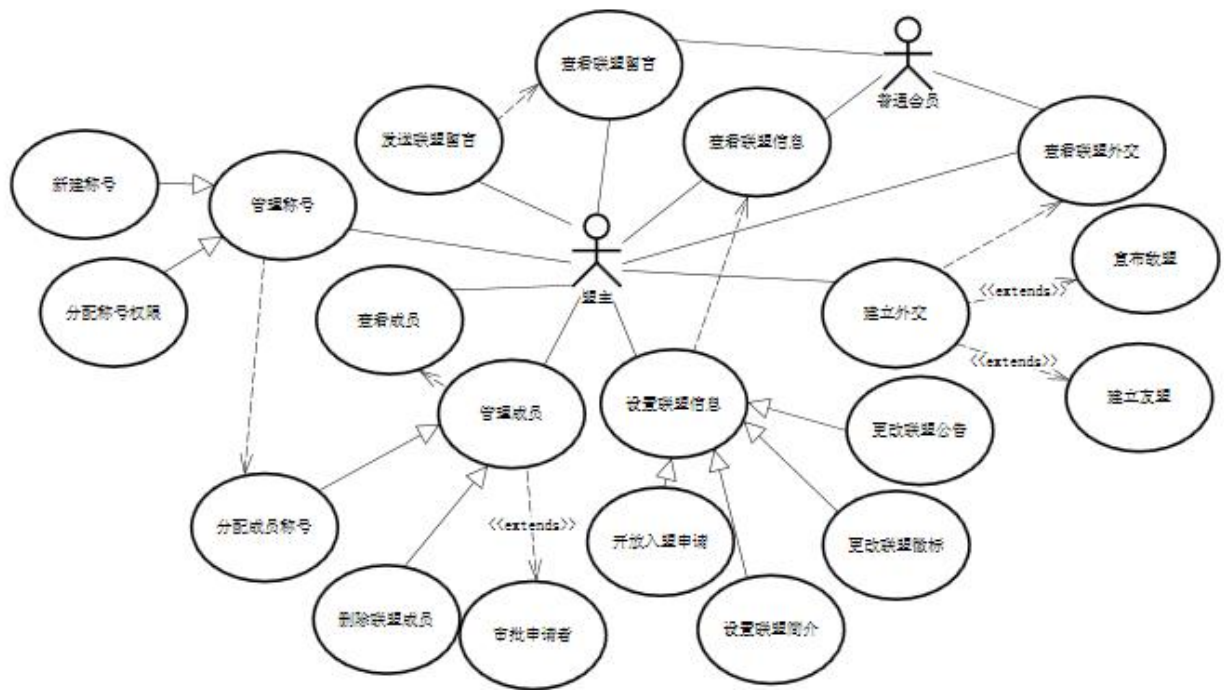 查看联盟留言
普通会员
发送联盟留言
查看联盟信息
查看联盟外交
新建称号
管理称号
盟主
宣布敌盟
<<extends>>
分配称号权限
查看成员
建立外交
<<extends>>
建立友盟
管理成员
设置联盟信息
更改联盟公告
分配成员称号
<<extends>>
开放入盟申请
更改联盟徽标
删除联盟成员
审批申请者
设置联盟简介